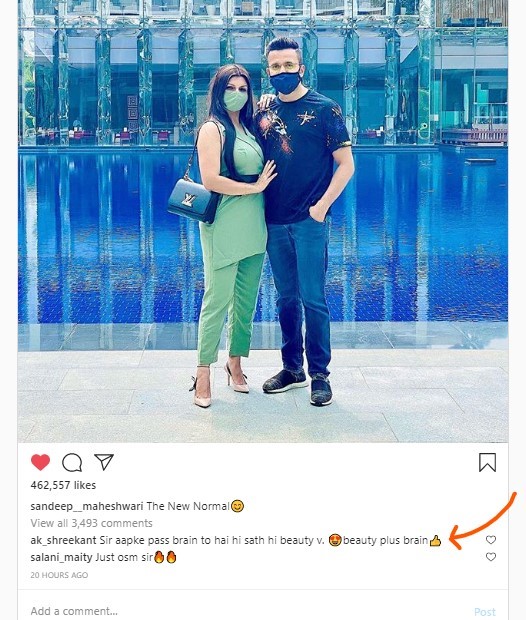 462,557 likes
sandeep__maheshwari The New Normal😊
View all 3,493 comments
ak_shreekant Sir aapke pass brain to hai hi sath hi beauty v. 🤩beauty plus brain👍
salani_maity Just osm sir🔥🔥
20 HOURS AGO
Add a comment...
Post